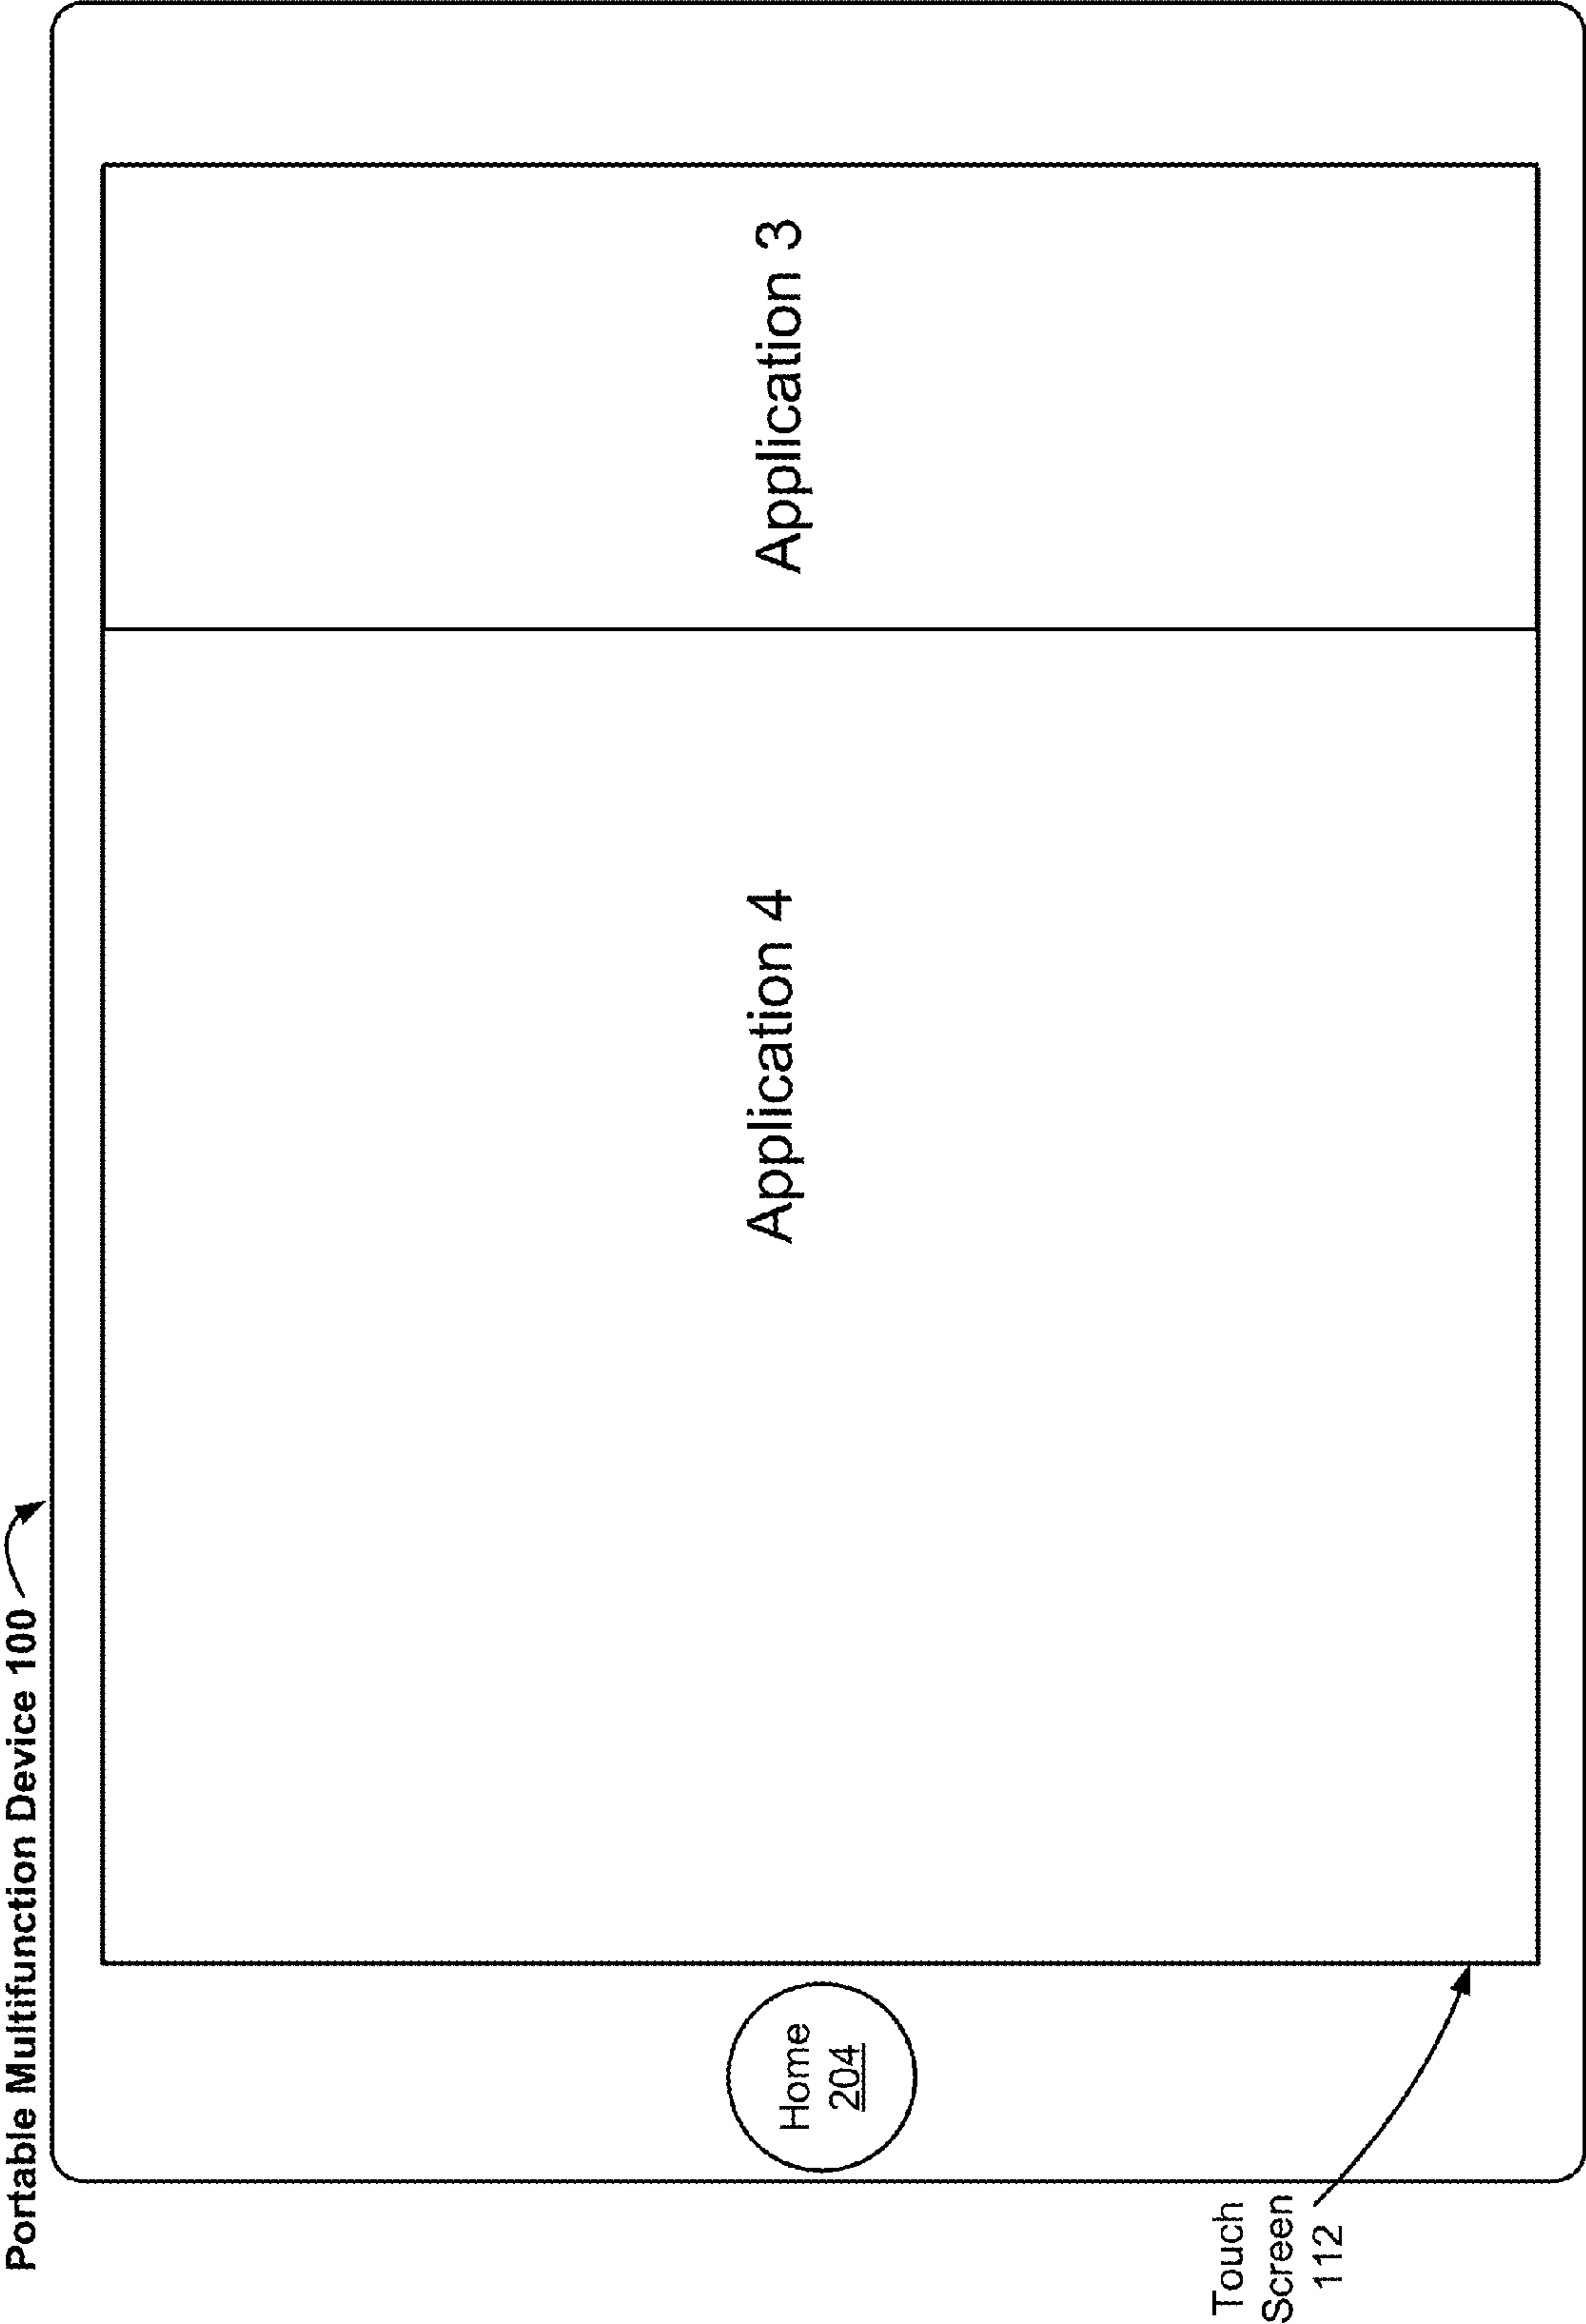 Portable Multifunction Device 100
Application 4
Application 3
Home
204
Touch
Screen
112